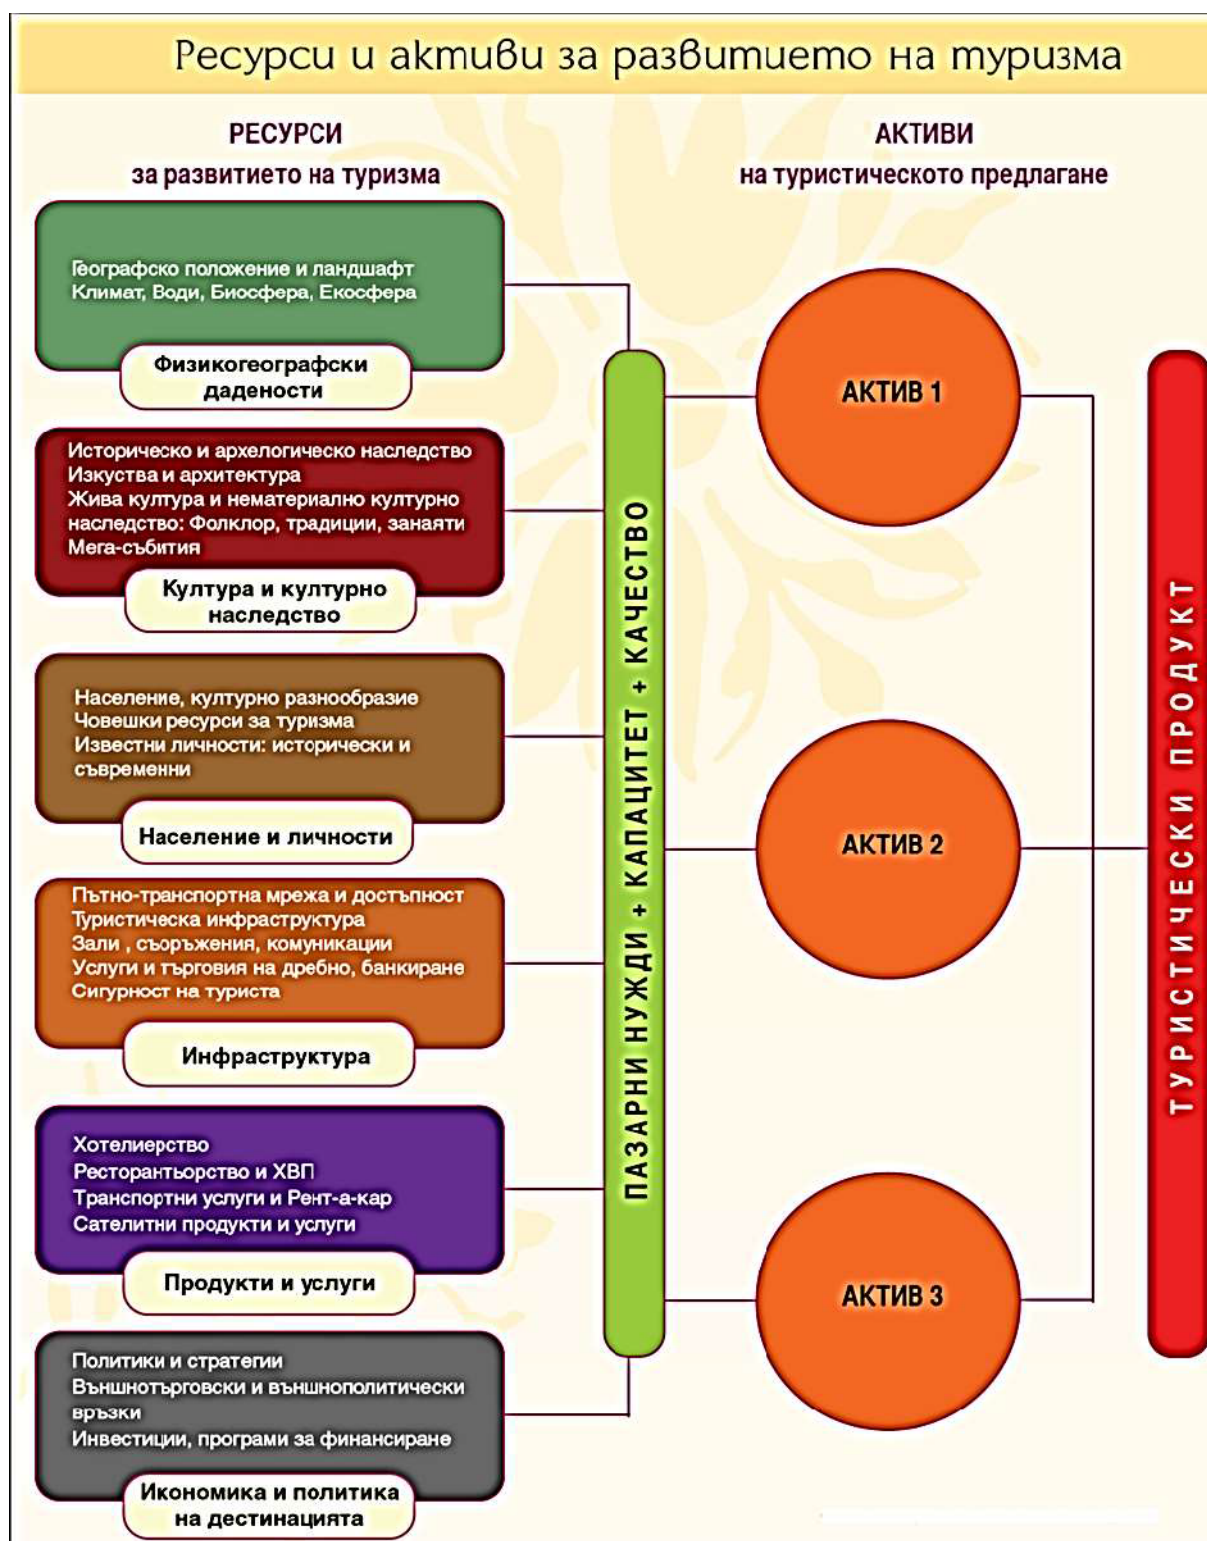 Ресурси и активи за развитието на туризма
РЕСУРСИ
за развитието на туризма
АКТИВИ
на туристическото предлагане
Географско положение и ландшафт
Климат, Води, Биосфера, Екосфера
Физикогеографски
дадености
Историческо и архелогическо наследство
Изкуства и архитектура
Жива култура и нематериално културно
наследство: Фолклор, традиции, занаяти
Мега-събития
Култура и културно
наследство
Население, културно разнообразие
Човешки ресурси за туризма
Известни личности: исторически и
съвременни
Население и личности
Пътно-транспортна мрежа и достъпност
Туристическа инфраструктура
Зали , съоръжения, комуникации
Услуги и търговия на дребно, банкиране
Сигурност на туриста
Инфраструктура
Хотелиерство
Ресторантьорство и ХВП
Транспортни услуги и Рент-а-кар
Сателитни продукти и услуги
Продукти и услуги
Политики и стратегии
Външнотърговски и външнополитически
връзки
Инвестиции, програми за финансиране
Икономика и политика
на дестинацията
ПАЗАРНИ НУЖДИ + КАПАЦИТЕТ + КАЧЕСТВО
АКТИВ 1
АКТИВ 2
АКТИВ 3
ТУРИСТИЧЕСКИ ПРОДУКТ